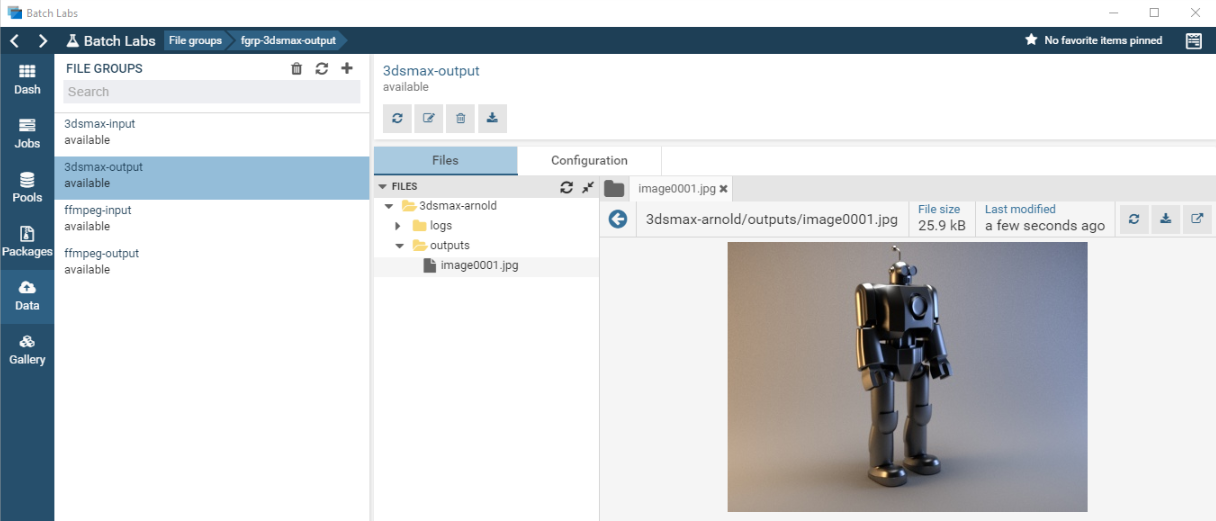 Batch Labs
Batch Labs File groups fgrp-3dsmax-output No favorite items pinned
Dash
Jobs
Pools
Packages
Data
Gallery
FILE GROUPS
Search
3dsmax-input
available
3dsmax-output
available
ffmpeg-input
available
ffmpeg-output
available
3dsmax-output
available
Files Configuration
FILES
3dsmax-arnold
logs
outputs
image0001.jpg
image0001.jpg
3dsmax-arnold/outputs/image0001.jpg
File size
25.9 kB
Last modified
a few seconds ago